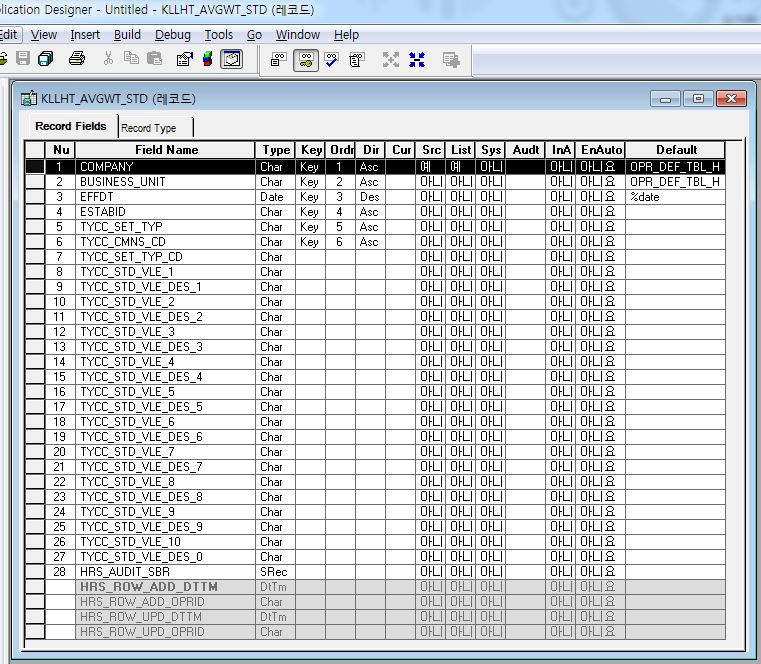 plication Designer - Untitled - KLLHT_AVGWT_STD (레코드)
Edit View Insert Build Debug Tools Go Window Help
KLLHT_AVGWT_STD (레코드)
Record Fields Record Type
Nu Field Name Type Key Ordr Dir Cur Src List Sys Audt InA EnAuto Default
1 COMPANY Char Key 1 Asc 예 예 아니 아니 아니요 OPR_DEF_TBL_H
2 BUSINESS_UNIT Char Key 2 Asc 아니 아니 아니 아니 아니요 OPR_DEF_TBL_H
3 EFFDT Date Key 3 Des 아니 아니 아니 아니 아니요 %date
4 ESTABID Char Key 4 Asc 아니 아니 아니 아니 아니요
5 TYCC_SET_TYP Char Key 5 Asc 아니 아니 아니 아니 아니요
6 TYCC_CMNS_CD Char Key 6 Asc 아니 아니 아니 아니 아니요
7 TYCC_SET_TYP_CD Char 아니 아니 아니 아니 아니요
8 TYCC_STD_VLE_1 Char 아니 아니 아니 아니 아니요
9 TYCC_STD_VLE_DES_1 Char 아니 아니 아니 아니 아니요
10 TYCC_STD_VLE_2 Char 아니 아니 아니 아니 아니요
11 TYCC_STD_VLE_DES_2 Char 아니 아니 아니 아니 아니요
12 TYCC_STD_VLE_3 Char 아니 아니 아니 아니 아니요
13 TYCC_STD_VLE_DES_3 Char 아니 아니 아니 아니 아니요
14 TYCC_STD_VLE_4 Char 아니 아니 아니 아니 아니요
15 TYCC_STD_VLE_DES_4 Char 아니 아니 아니 아니 아니요
16 TYCC_STD_VLE_5 Char 아니 아니 아니 아니 아니요
17 TYCC_STD_VLE_DES_5 Char 아니 아니 아니 아니 아니요
18 TYCC_STD_VLE_6 Char 아니 아니 아니 아니 아니요
19 TYCC_STD_VLE_DES_6 Char 아니 아니 아니 아니 아니요
20 TYCC_STD_VLE_7 Char 아니 아니 아니 아니 아니요
21 TYCC_STD_VLE_DES_7 Char 아니 아니 아니 아니 아니요
22 TYCC_STD_VLE_8 Char 아니 아니 아니 아니 아니요
23 TYCC_STD_VLE_DES_8 Char 아니 아니 아니 아니 아니요
24 TYCC_STD_VLE_9 Char 아니 아니 아니 아니 아니요
25 TYCC_STD_VLE_DES_9 Char 아니 아니 아니 아니 아니요
26 TYCC_STD_VLE_10 Char 아니 아니 아니 아니 아니요
27 TYCC_STD_VLE_DES_0 Char 아니 아니 아니 아니 아니요
28 HRS_AUDIT_SBR SRec 아니 아니 아니 아니 아니요
HRS_ROW_ADD_DTTM DtTm 아니 아니 아니 아니 아니요
HRS_ROW_ADD_OPRID Char 아니 아니 아니 아니 아니요
HRS_ROW_UPD_DTTM DtTm 아니 아니 아니 아니 아니요
HRS_ROW_UPD_OPRID Char 아니 아니 아니 아니 아니요